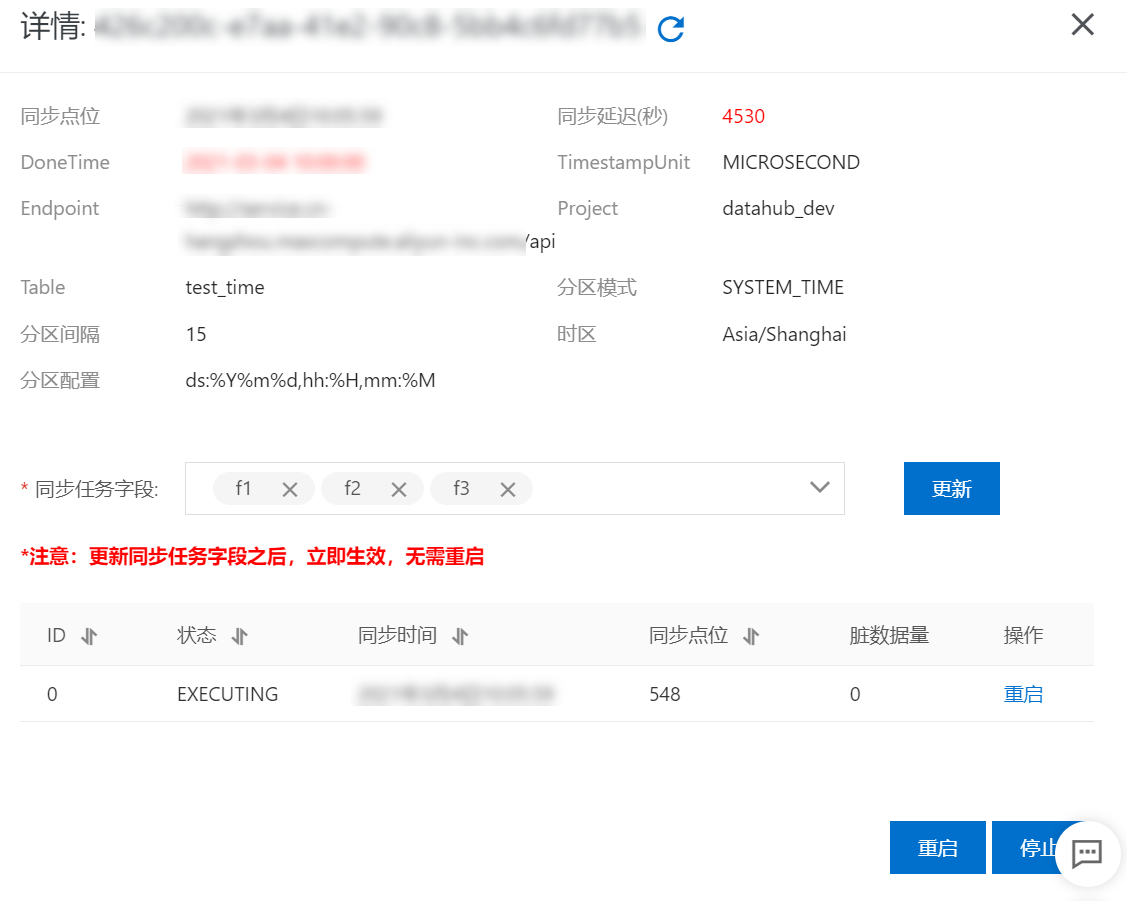 详情:
同步点位
同步延迟(秒) 4530
DoneTime
TimestampUnit MICROSECOND
Endpoint
Project datahub_dev
/api
Table test_time
分区模式 SYSTEM_TIME
分区间隔 15
时区 Asia/Shanghai
分区配置 ds:%Y%m%d,hh:%H,mm:%M
* 同步任务字段: f1 f2 f3 更新
*注意：更新同步任务字段之后，立即生效，无需重启
ID 状态 同步时间 同步点位 脏数据量 操作
0 EXECUTING 548 0 重启
重启 停止